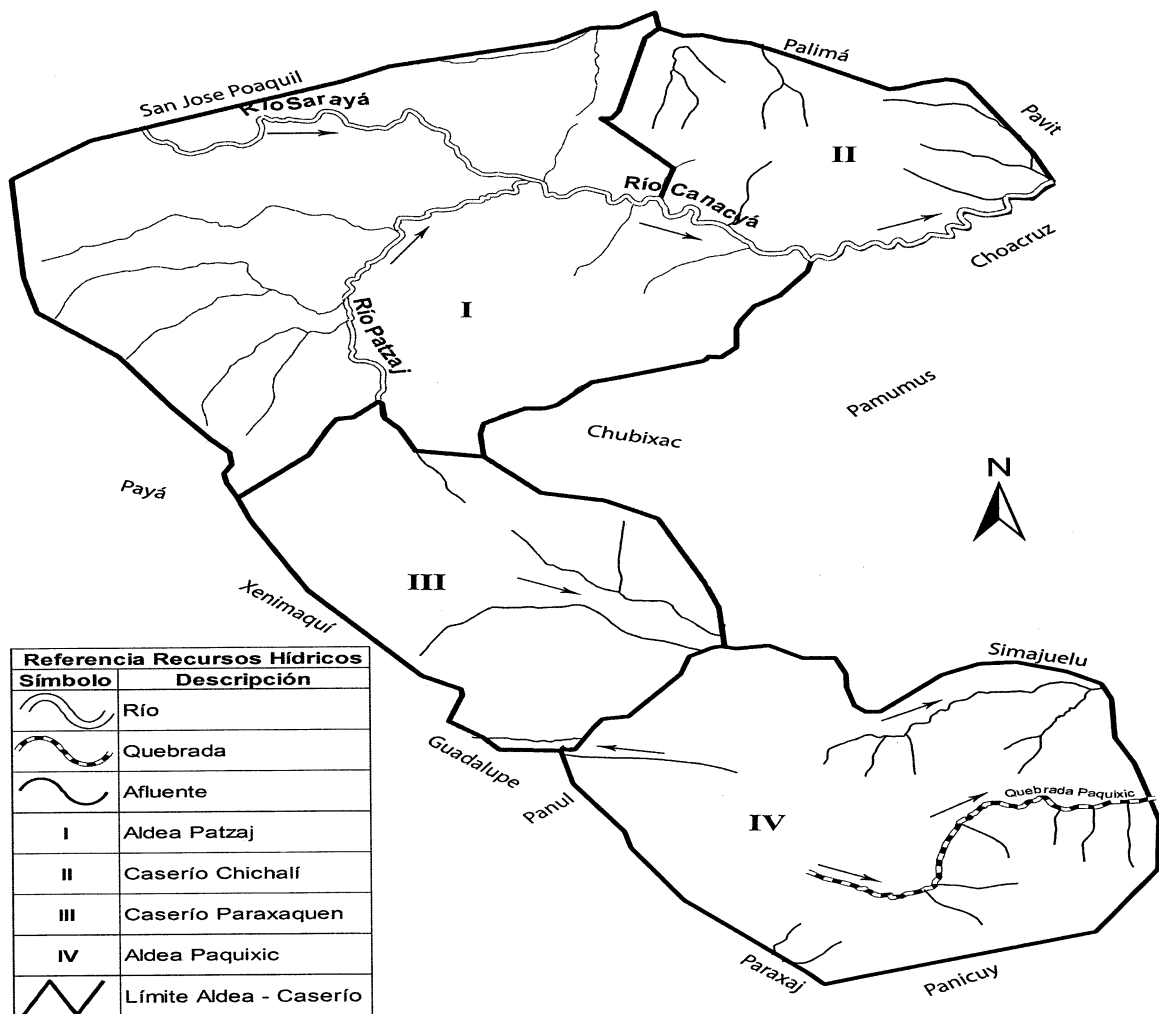 San Jose Poaquil
Río Sarayá
Palimá
Pavit
II
Río Canacyá
Choacruz
I
Río Patzaj
Pamumus
Chubixac
Payá
N
III
Xenimaquí
Simajuelu
Guadalupe
Panul
Quebrada Paquixic
IV
Paraxaj
Panicuy
Referencia Recursos Hídricos
Símbolo Descripción
Río
Quebrada
Afluente
I Aldea Patzaj
II Caserío Chichalí
III Caserío Paraxaquen
IV Aldea Paquixic
Límite Aldea - Caserío